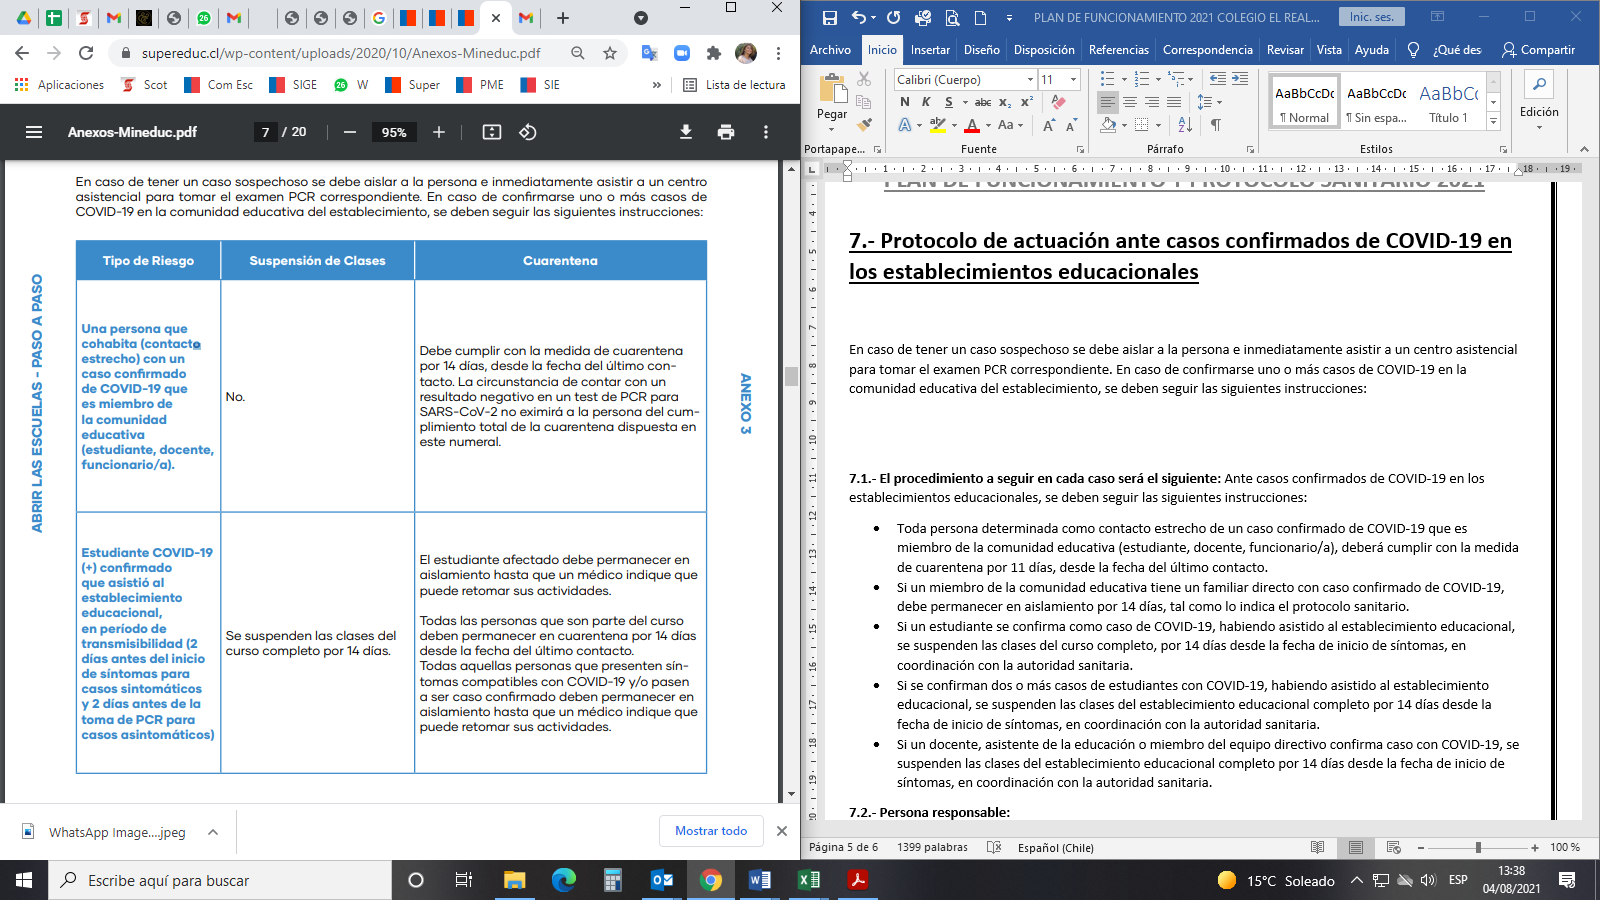 26
26
supereduc.cl/wp-content/uploads/2020/10/Anexos-Mineduc.pdf
Aplicaciones
Scot
Com Esc
SIGE
26
W
Super
PME
SIE
»
Lista de lectura
Anexos-Mineduc.pdf
7 / 20
95%
En caso de tener un caso sospechoso se debe aislar a la persona e inmediatamente asistir a un centro
asistencial para tomar el examen PCR correspondiente. En caso de confirmarse uno o más casos de
COVID-19 en la comunidad educativa del establecimiento, se deben seguir las siguientes instrucciones:
ABRIR LAS ESCUELAS - PASO A PASO
ANEXO 3
Tipo de Riesgo
Suspensión de Clases
Cuarentena
Una persona que
cohabita (contacto
estrecho) con un
caso confirmado
de COVID-19 que
es miembro de
la comunidad
educativa
(estudiante, docente,
funcionario/a).
No.
Debe cumplir con la medida de cuarentena
por 14 días, desde la fecha del último con-
tacto. La circunstancia de contar con un
resultado negativo en un test de PCR para
SARS-CoV-2 no eximirá a la persona del cum-
plimiento total de la cuarentena dispuesta en
este numeral.
Estudiante COVID-19
(+) confirmado
que asistió al
establecimiento
educacional,
en período de
transmisibilidad (2
días antes del inicio
de síntomas para
casos sintomáticos
y 2 días antes de la
toma de PCR para
casos asintomáticos)
Se suspenden las clases del
curso completo por 14 días.
El estudiante afectado debe permanecer en
aislamiento hasta que un médico indique que
puede retomar sus actividades.
Todas las personas que son parte del curso
deben permanecer en cuarentena por 14 días
desde la fecha del último contacto.
Todas aquellas personas que presenten sín-
tomas compatibles con COVID-19 y/o pasen
a ser caso confirmado deben permanecer en
aislamiento hasta que un médico indique que
puede retomar sus actividades.
WhatsApp Image....jpeg
Mostrar todo
PLAN DE FUNCIONAMIENTO 2021 COLEGIO EL REAL...
Inic. ses.
Archivo
Inicio
Insertar
Diseño
Disposición
Referencias
Correspondencia
Revisar
Vista
Ayuda
¿Qué des
Compartir
Pegar
Portapape...
Calibri (Cuerpo)
11
N K S abc x₂ x²
Fuente
Párrafo
AaBbCcDc
¶ Normal
AaBbCcDc
¶ Sin espa...
AaBbCc
Título 1
Estilos
Edición
1 2 3 4 5 6 7 8 9 10 11 12 13 14 15 16 17 18 19
PLAN DE FUNCIONAMIENTO Y PROTOCOLO SANITARIO 2021
7.- Protocolo de actuación ante casos confirmados de COVID-19 en
los establecimientos educacionales
En caso de tener un caso sospechoso se debe aislar a la persona e inmediatamente asistir a un centro asistencial
para tomar el examen PCR correspondiente. En caso de confirmarse uno o más casos de COVID-19 en la
comunidad educativa del establecimiento, se deben seguir las siguientes instrucciones:
7.1.- El procedimiento a seguir en cada caso será el siguiente: Ante casos confirmados de COVID-19 en los
establecimientos educacionales, se deben seguir las siguientes instrucciones:
• Toda persona determinada como contacto estrecho de un caso confirmado de COVID-19 que es
miembro de la comunidad educativa (estudiante, docente, funcionario/a), deberá cumplir con la medida
de cuarentena por 11 días, desde la fecha del último contacto.
• Si un miembro de la comunidad educativa tiene un familiar directo con caso confirmado de COVID-19,
debe permanecer en aislamiento por 14 días, tal como lo indica el protocolo sanitario.
• Si un estudiante se confirma como caso de COVID-19, habiendo asistido al establecimiento educacional,
se suspenden las clases del curso completo, por 14 días desde la fecha de inicio de síntomas, en
coordinación con la autoridad sanitaria.
• Si se confirman dos o más casos de estudiantes con COVID-19, habiendo asistido al establecimiento
educacional, se suspenden las clases del establecimiento educacional completo por 14 días desde la
fecha de inicio de síntomas, en coordinación con la autoridad sanitaria.
• Si un docente, asistente de la educación o miembro del equipo directivo confirma caso con COVID-19, se
suspenden las clases del establecimiento educacional completo por 14 días desde la fecha de inicio de
síntomas, en coordinación con la autoridad sanitaria.
7.2.- Persona responsable:
Página 5 de 6
1399 palabras
Español (Chile)
100 %
Escribe aquí para buscar
15°C Soleado
ESP
13:38
04/08/2021